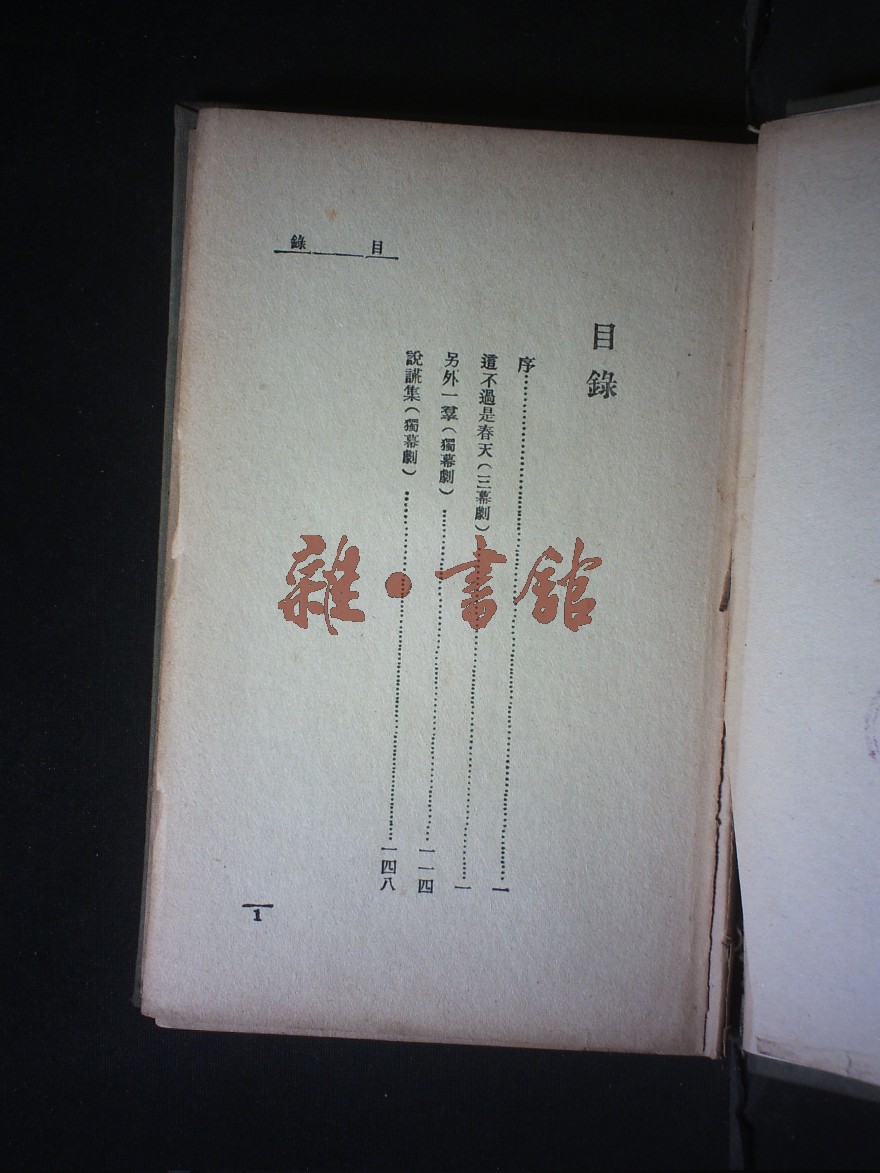 目——錄
目錄
序……………………一
這不過是春天（三幕劇）……………………一
另外一羣（獨幕劇）……………………一一四
說謊集（獨幕劇）……………………一四八
1
雜·書館